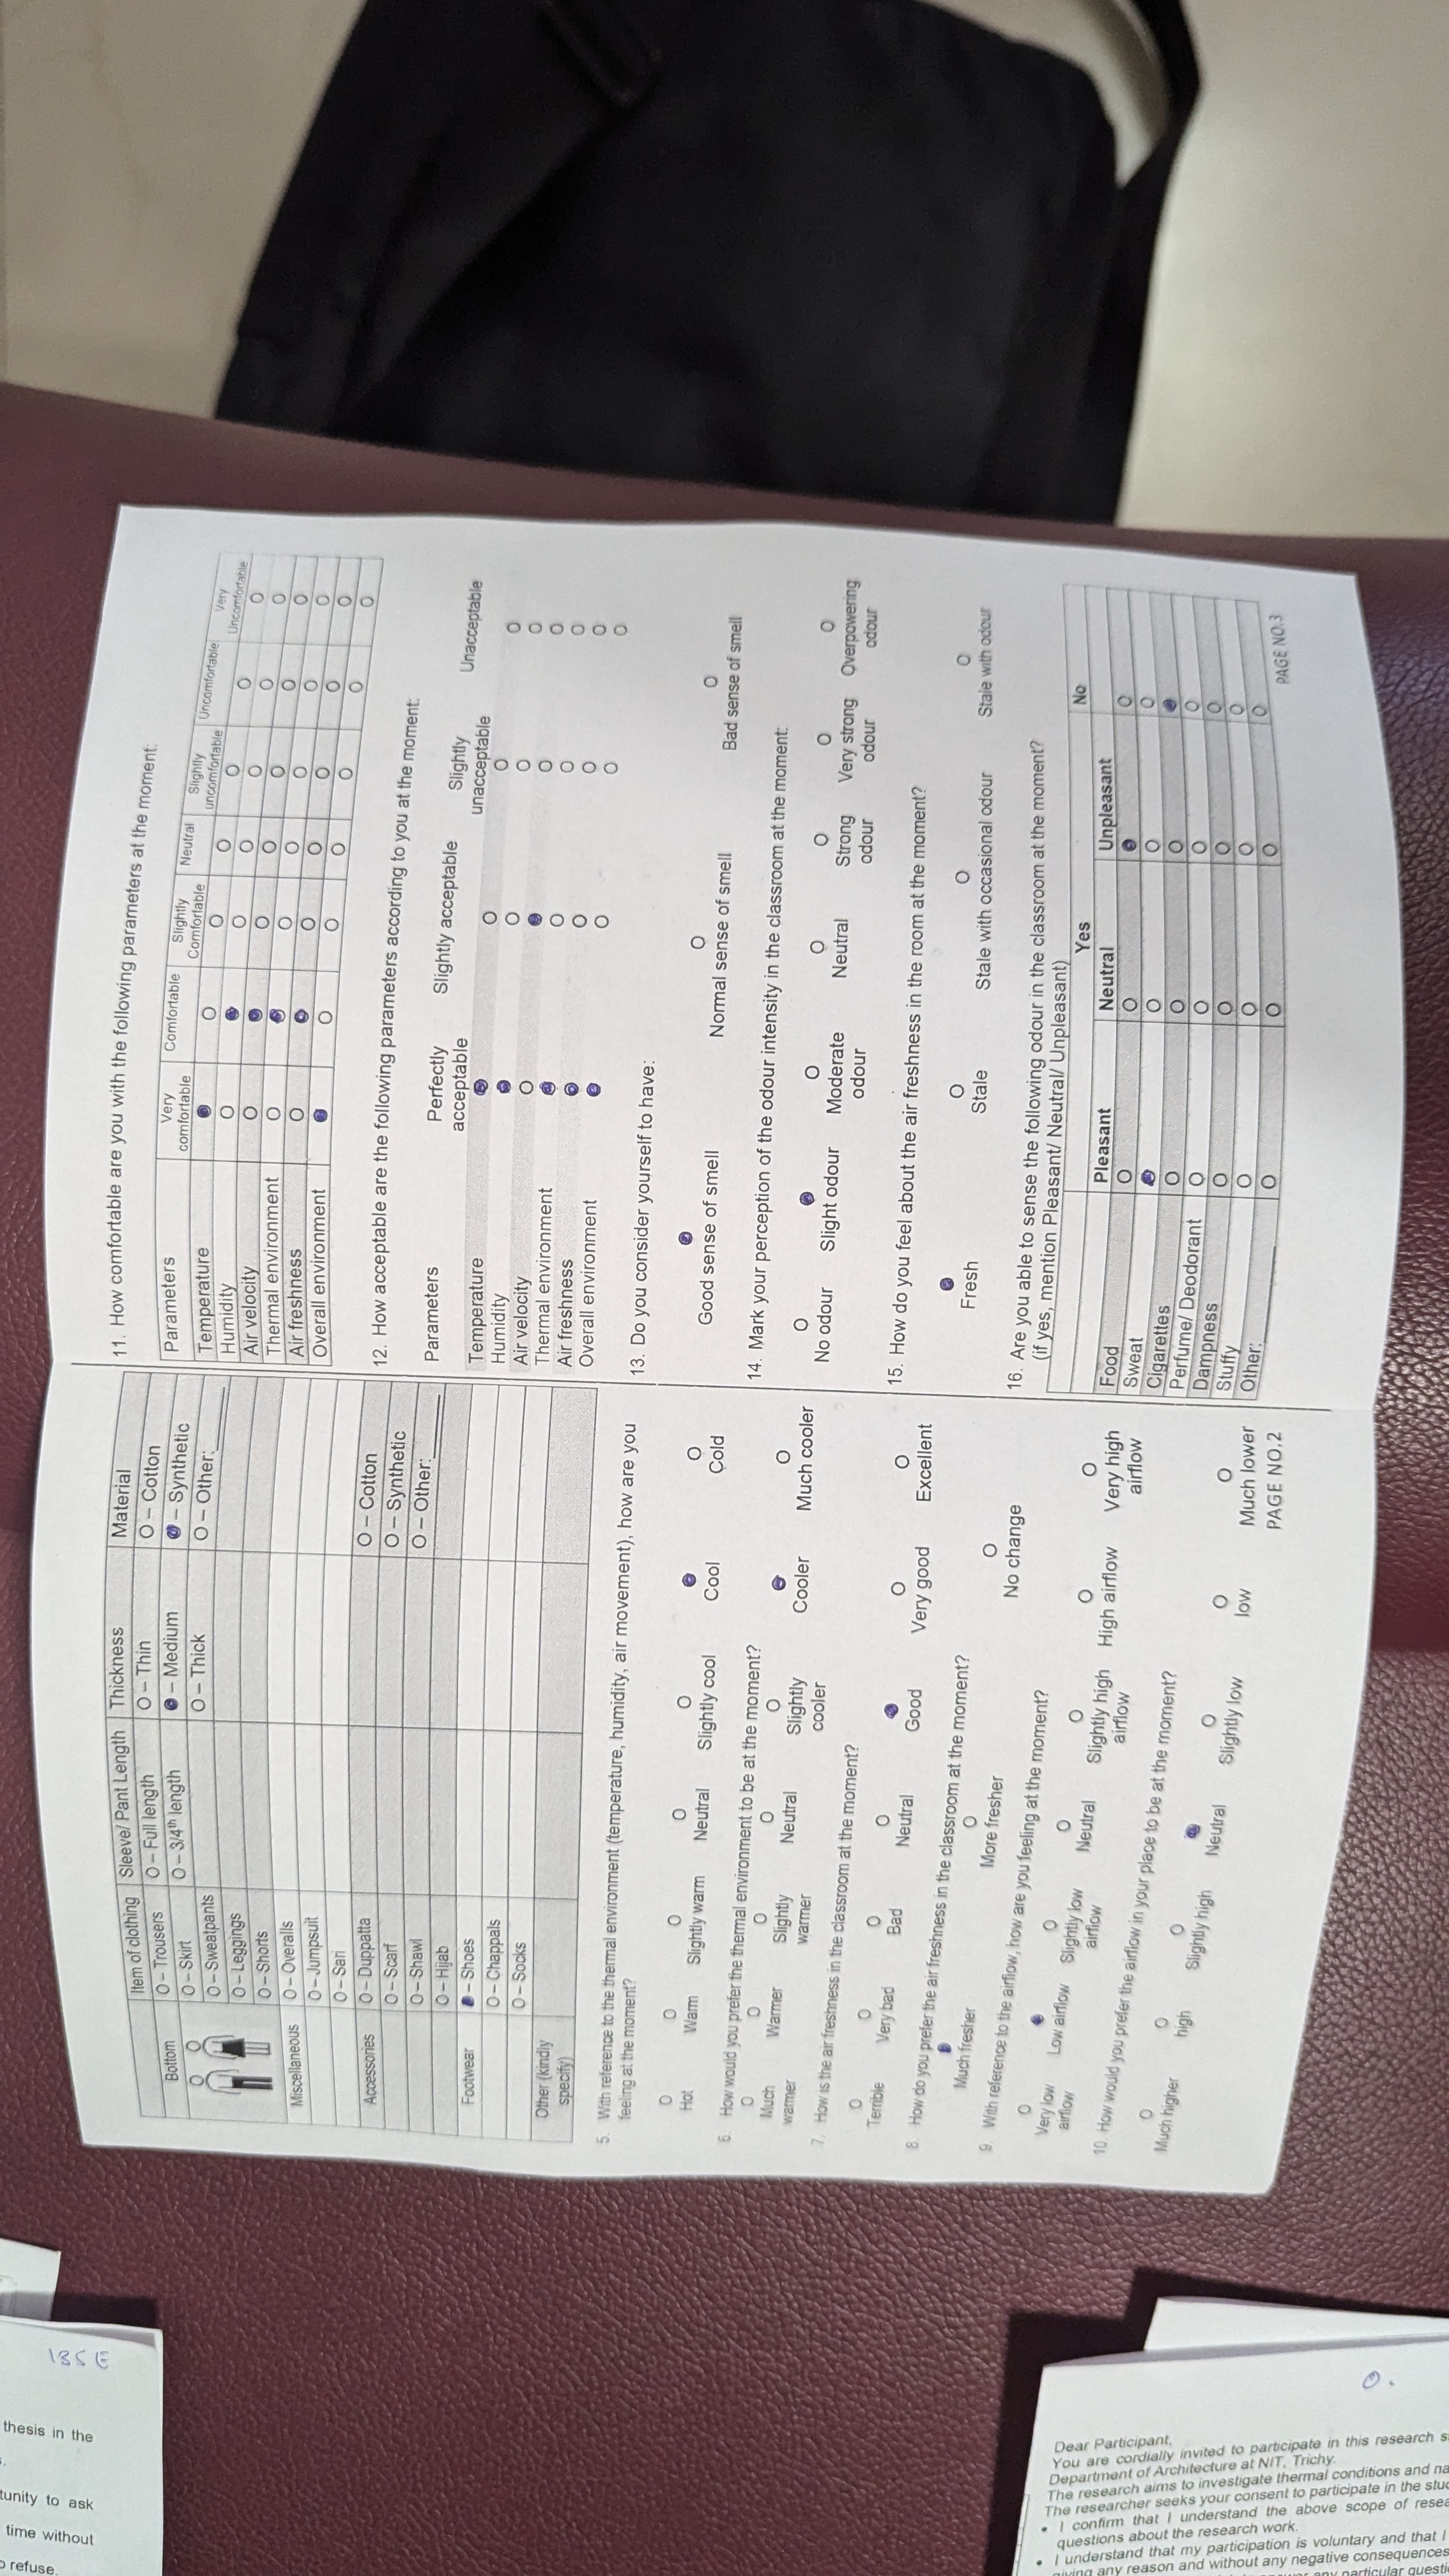 Item of clothing Sleeve/ Pant Length Thickness Material
Bottom O – Trousers O – Full length O – Thin O – Cotton
O – Skirt O – 3/4th length ● – Medium ● – Synthetic
O O O – Sweatpants O – Thick O – Other:______
O – Leggings
O – Shorts
Miscellaneous O – Overalls
O – Jumpsuit
O – Sari
Accessories O – Duppatta O – Cotton
O – Scarf O – Synthetic
O – Shawl O – Other:______
O – Hijab
Footwear ● – Shoes
O – Chappals
O – Socks
Other (kindly
specify)
5. With reference to the thermal environment (temperature, humidity, air movement), how are you
feeling at the moment?
O O O O O ● O
Hot Warm Slightly warm Neutral Slightly cool Cool Cold
6. How would you prefer the thermal environment to be at the moment?
O O O O O ● O
Much Warmer Slightly Neutral Slightly Cooler Much cooler
warmer warmer cooler
7. How is the air freshness in the classroom at the moment?
O O O O ● O O
Terrible Very bad Bad Neutral Good Very good Excellent
8. How do you prefer the air freshness in the classroom at the moment?
● O O
Much fresher More fresher No change
9. With reference to the airflow, how are you feeling at the moment?
O ● O O O O O
Very low Low airflow Slightly low Neutral Slightly high High airflow Very high
airflow airflow airflow airflow
10. How would you prefer the airflow in your place to be at the moment?
O O O ● O O O
Much higher high Slightly high Neutral Slightly low low Much lower
PAGE NO.2
11. How comfortable are you with the following parameters at the moment:
Parameters Very comfortable Comfortable Slightly Comfortable Neutral Slightly uncomfortable Uncomfortable Very Uncomfortable
Temperature ● O O O O O O
Humidity O ● O O O O O
Air velocity O ● O O O O O
Thermal environment O ● O O O O O
Air freshness O ● O O O O O
Overall environment ● O O O O O O
12. How acceptable are the following parameters according to you at the moment:
Parameters Perfectly acceptable Slightly acceptable Slightly unacceptable Unacceptable
Temperature ● O O O
Humidity ● O O O
Air velocity O ● O O
Thermal environment ● O O O
Air freshness ● O O O
Overall environment ● O O O
13. Do you consider yourself to have:
● O O
Good sense of smell Normal sense of smell Bad sense of smell
14. Mark your perception of the odour intensity in the classroom at the moment:
O ● O O O O O
No odour Slight odour Moderate Neutral Strong Very strong Overpowering
odour odour odour odour
15. How do you feel about the air freshness in the room at the moment?
● O O O
Fresh Stale Stale with occasional odour Stale with odour
16. Are you able to sense the following odour in the classroom at the moment?
(if yes, mention Pleasant/ Neutral/ Unpleasant)
Yes No
Pleasant Neutral Unpleasant
Food O O ● O
Sweat ● O O O
Cigarettes O O O ●
Perfume/ Deodorant O O O O
Dampness O O O O
Stuffy O O O O
Other:______ O O O O
PAGE NO.3
135 E
thesis in the
tunity to ask
time without
refuse.
O.
Dear Participant,
You are cordially invited to participate in this research
Department of Architecture at NIT, Trichy.
The research aims to investigate thermal conditions and
The researcher seeks your consent to participate in the
• I confirm that I understand the above scope of
questions about the research work.
• I understand that my participation is voluntary and that I
giving any reason and without any negative consequences